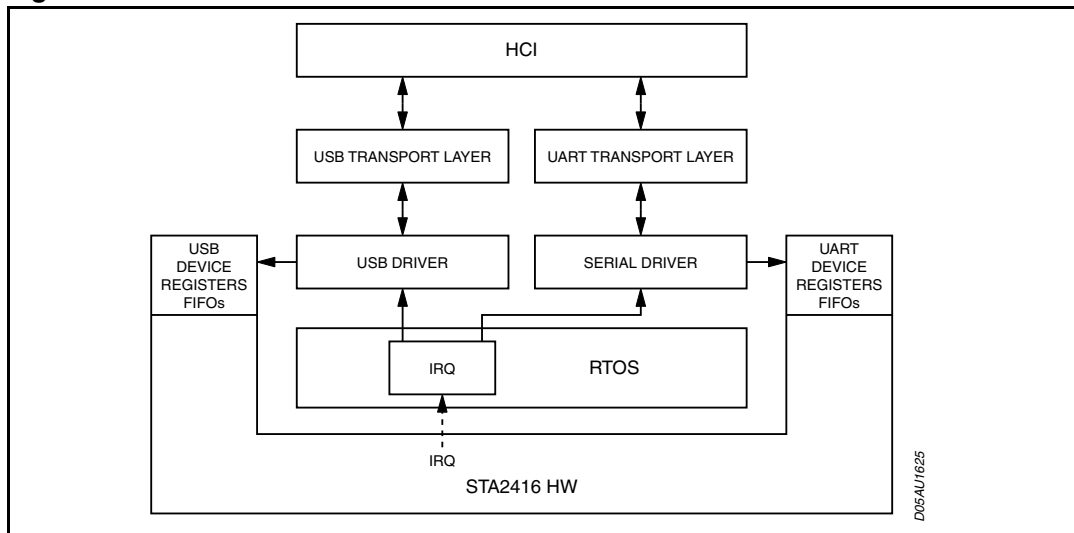 HCI
USB TRANSPORT LAYER
UART TRANSPORT LAYER
USB
DEVICE
REGISTERS
FIFOs
USB DRIVER
SERIAL DRIVER
UART
DEVICE
REGISTERS
FIFOs
IRQ
RTOS
IRQ
STA2416 HW
D05AU1625